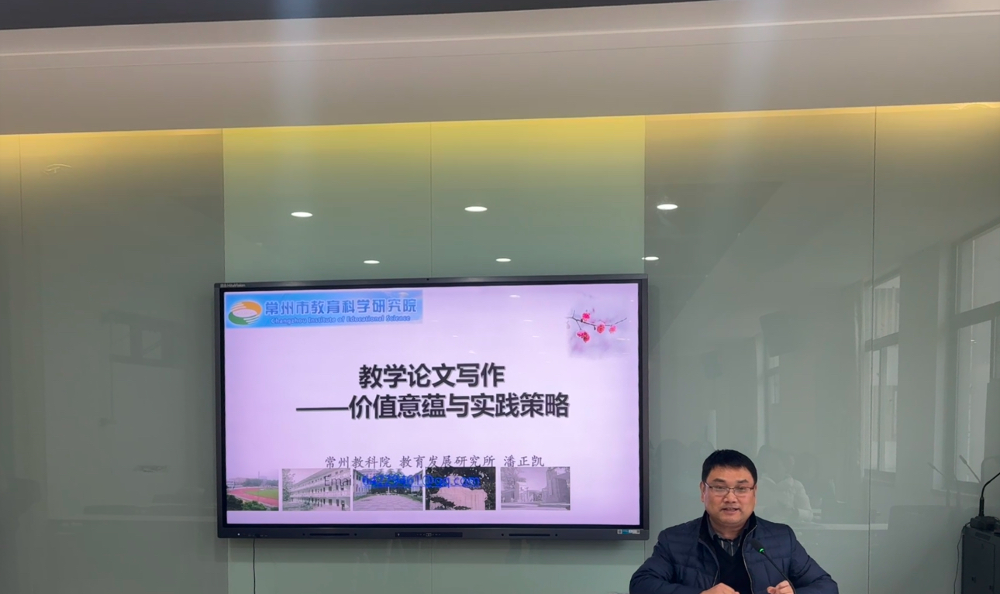 常州市教育科学研究院
Changzhou Institute of Educational Science
教学论文写作
——价值意蕴与实践策略
常州教科院 教育发展研究所 潘正凯